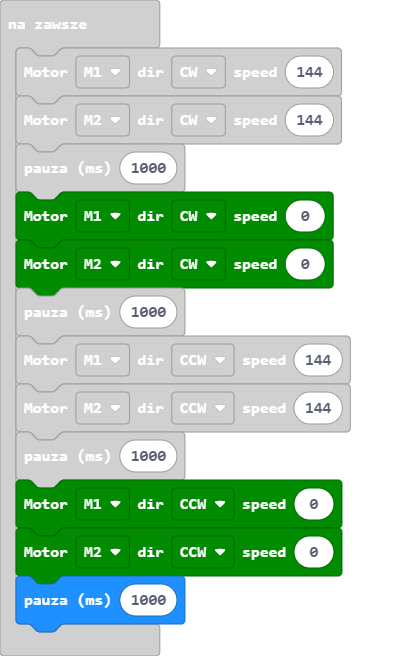 na zawsze
Motor M1 dir CW speed 144
Motor M2 dir CW speed 144
pauza (ms) 1000
Motor M1 dir CW speed 0
Motor M2 dir CW speed 0
pauza (ms) 1000
Motor M1 dir CCW speed 144
Motor M2 dir CCW speed 144
pauza (ms) 1000
Motor M1 dir CCW speed 0
Motor M2 dir CCW speed 0
pauza (ms) 1000